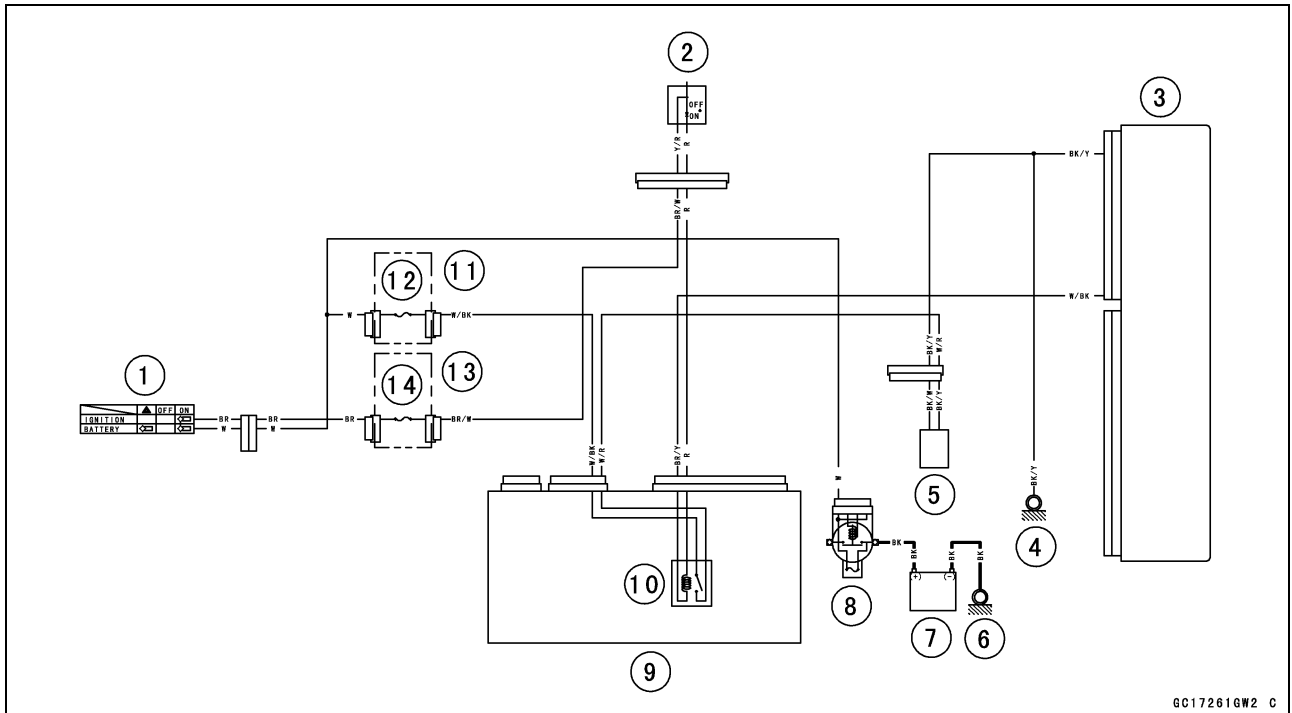 2
OFF
ON
Y/R
R
3
BK/Y
BR/W
R
12
11
W/BK
W
W/BK
BK/Y
W/R
1
14
13
OFF ON
IGNITION
BATTERY
BR
BR
W
W
BR
BR/W
BK/W
BK/Y
W/BK
W/R
BR/Y
R
W
5
BK/Y
4
BK
BK
BK
(+)
(-)
10
8
7
6
9
GC17261GW2 C